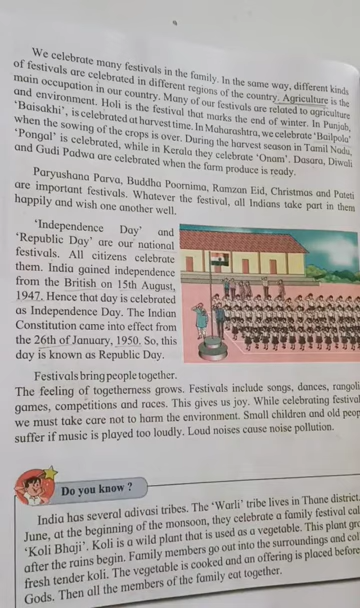 We celebrate many festivals in the family. In the same way, different kinds
of festivals are celebrated in different regions of the country. Agriculture is the
main occupation in our country. Many of our festivals are related to agriculture
and environment. Holi is the festival that marks the end of winter. In Punjab,
'Baisakhi', is celebrated at harvest time. In Maharashtra, we celebrate 'Bailpola'
when the sowing of the crops is over. During the harvest season in Tamil Nadu,
'Pongal' is celebrated, while in Kerala they celebrate 'Onam'. Dasara, Diwali
and Gudi Padwa are celebrated when the farm produce is ready.
Paryushana Parva, Buddha Poornima, Ramzan Eid, Christmas and Pateti
are important festivals. Whatever the festival, all Indians take part in them
happily and wish one another well.
'Independence Day' and
'Republic Day' are our national
festivals. All citizens celebrate
them. India gained independence
from the British on 15th August,
1947. Hence that day is celebrated
as Independence Day. The Indian
Constitution came into effect from
the 26th of January, 1950. So, this
day is known as Republic Day.
Festivals bring people together.
The feeling of togetherness grows. Festivals include songs, dances, rangoli
games, competitions and races. This gives us joy. While celebrating festival
we must take care not to harm the environment. Small children and old peop
suffer if music is played too loudly. Loud noises cause noise pollution.
Do you know ?
India has several adivasi tribes. The 'Warli' tribe lives in Thane district.
June, at the beginning of the monsoon, they celebrate a family festival cal
'Koli Bhaji'. Koli is a wild plant that is used as a vegetable. This plant gro
after the rains begin. Family members go out into the surroundings and col
fresh tender koli. The vegetable is cooked and an offering is placed before
Gods. Then all the members of the family eat together.